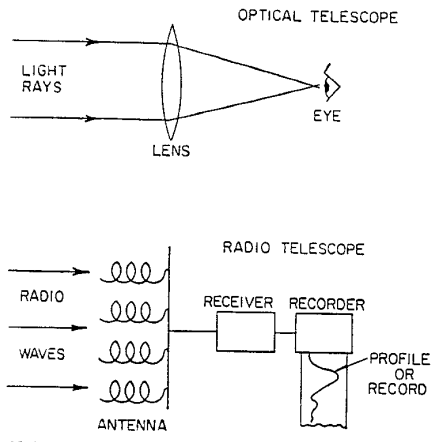 OPTICAL TELESCOPE
LIGHT
RAYS
EYE
LENS
RADIO TELESCOPE
RADIO
RECEIVER RECORDER
WAVES
PROFILE
OR
RECORD
ANTENNA